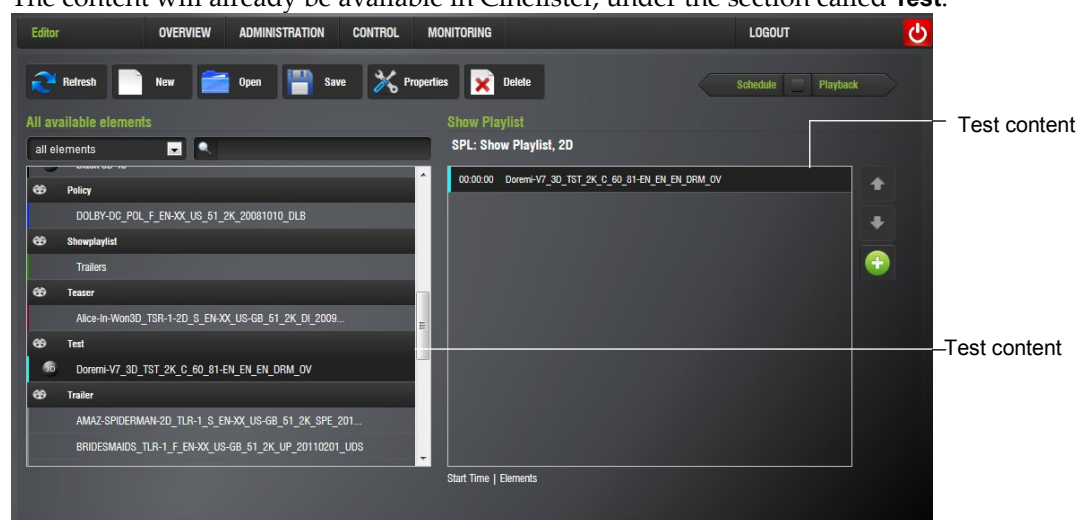 The content will already be available in Cinelister, under the section called Test.
Editor OVERVIEW ADMINISTRATION CONTROL MONITORING LOGOUT
Refresh New Open Save Properties Delete Schedule Playback
All available elements
all elements
Policy
DOLBY-DC_POL_F_EN-XX_US_51_2K_20081010_DLB
Showplaylist
Trailers
Teaser
Alice-In-Won3D_TSR-1-2D_S_EN-XX_US-GB_51_2K_DI_2009...
Test
3D Doremi-V7_3D_TST_2K_C_60_81-EN_EN_EN_DRM_OV
Trailer
AMAZ-SPIDERMAN-2D_TLR-1_S_EN-XX_US-GB_51_2K_SPE_201...
BRIDESMAIDS_TLR-1_F_EN-XX_US-GB_51_2K_UP_20110201_UDS
Show Playlist
SPL: Show Playlist, 2D
00:00:00 Doremi-V7_3D_TST_2K_C_60_81-EN_EN_EN_DRM_OV
Start Time | Elements
Test content
Test content